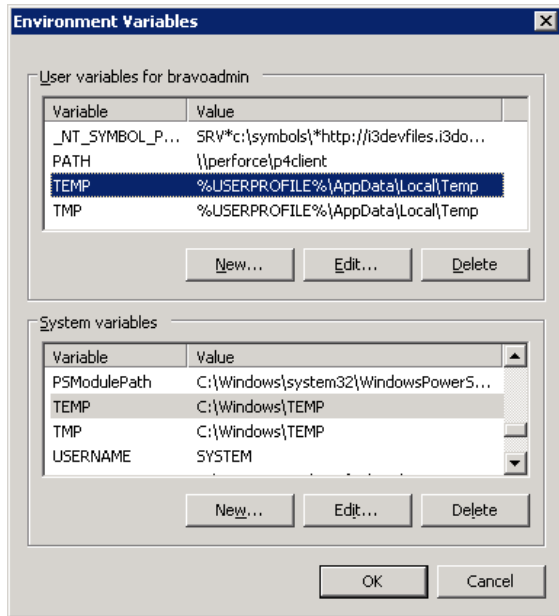 Environment Variables
User variables for bravoadmin
Variable Value
_NT_SYMBOL_P... SRV*c:\symbols\*http://i3devfiles.i3do...
PATH \\perforce\p4client
TEMP %USERPROFILE%\AppData\Local\Temp
TMP %USERPROFILE%\AppData\Local\Temp
New... Edit... Delete
System variables
Variable Value
PSModulePath C:\Windows\system32\WindowsPowerS...
TEMP C:\Windows\TEMP
TMP C:\Windows\TEMP
USERNAME SYSTEM
New... Edit... Delete
OK Cancel